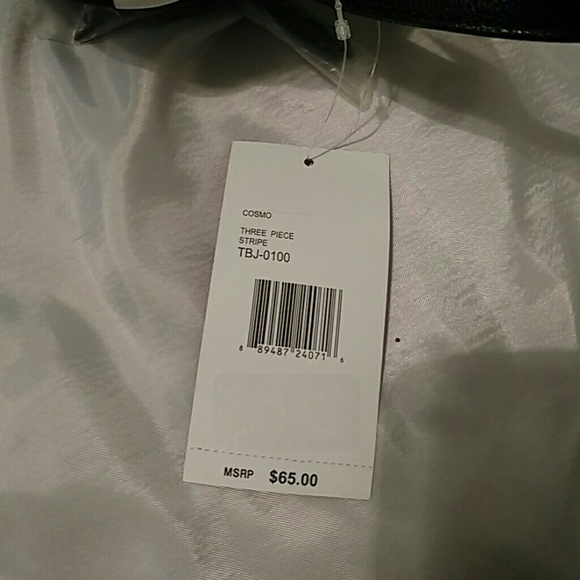 COSMO
THREE PIECE
STRIPE
TBJ-0100
8 89487 24071 6
MSRP $65.00